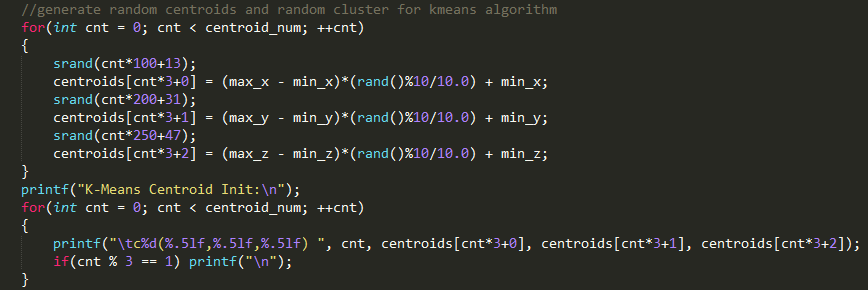 //generate random centroids and random cluster for kmeans algorithm
for(int cnt = 0; cnt < centroid_num; ++cnt)
{
    srand(cnt*100+13);
    centroids[cnt*3+0] = (max_x - min_x)*(rand()%10/10.0) + min_x;
    srand(cnt*200+31);
    centroids[cnt*3+1] = (max_y - min_y)*(rand()%10/10.0) + min_y;
    srand(cnt*250+47);
    centroids[cnt*3+2] = (max_z - min_z)*(rand()%10/10.0) + min_z;
}
printf("K-Means Centroid Init:\n");
for(int cnt = 0; cnt < centroid_num; ++cnt)
{
    printf("\tc%d(%.5lf,%.5lf,%.5lf) ", cnt, centroids[cnt*3+0], centroids[cnt*3+1], centroids[cnt*3+2]);
    if(cnt % 3 == 1) printf("\n");
}